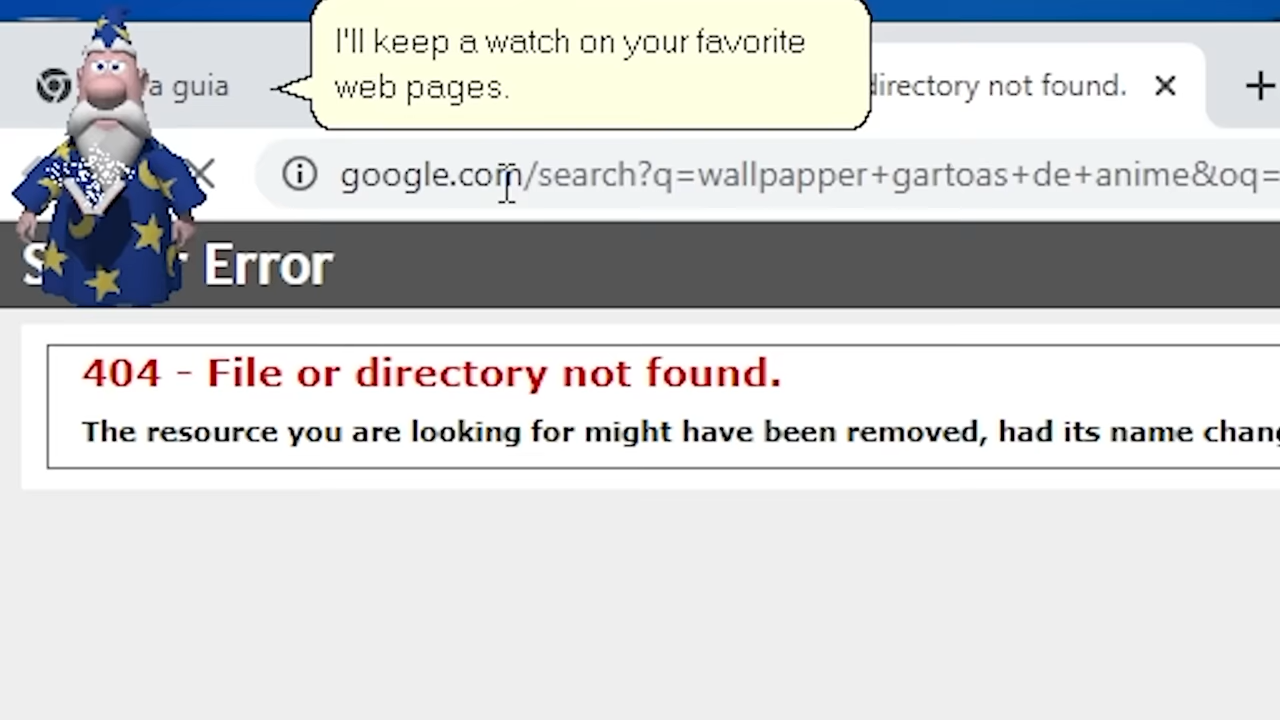 I'll keep a watch on your favorite
web pages.
a guia
directory not found.
google.com/search?q=wallpapper+gartoas+de+anime&oq=
Error
404 - File or directory not found.
The resource you are looking for might have been removed, had its name chang